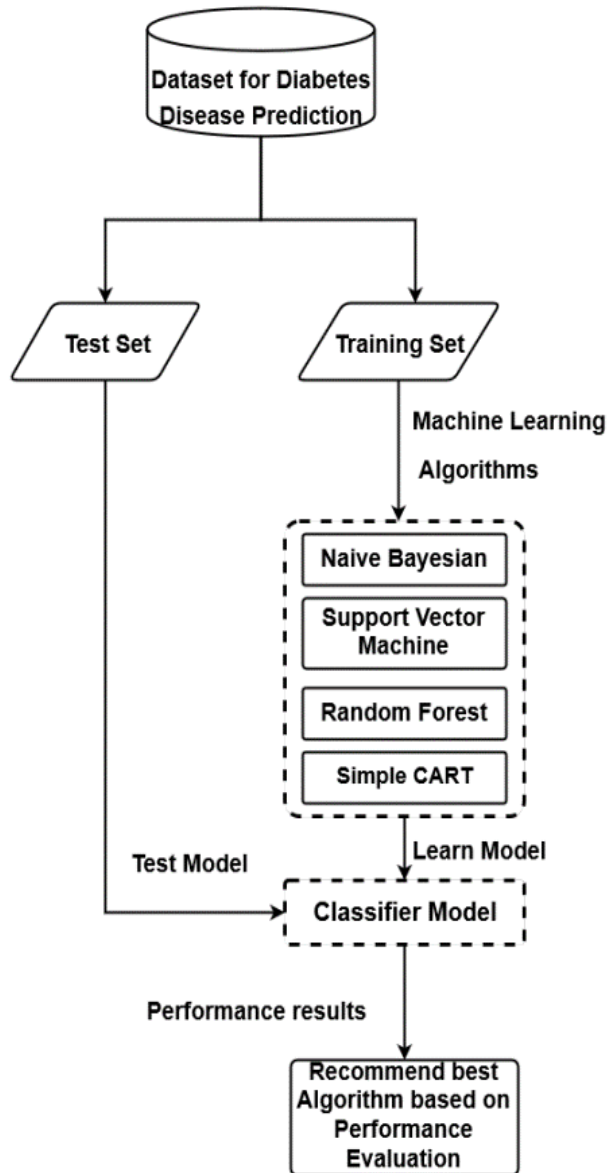 Dataset for Diabetes
Disease Prediction
Test Set
Training Set
Machine Learning
Algorithms
Naive Bayesian
Support Vector
Machine
Random Forest
Simple CART
Test Model
Learn Model
Classifier Model
Performance results
Recommend best
Algorithm based on
Performance
Evaluation